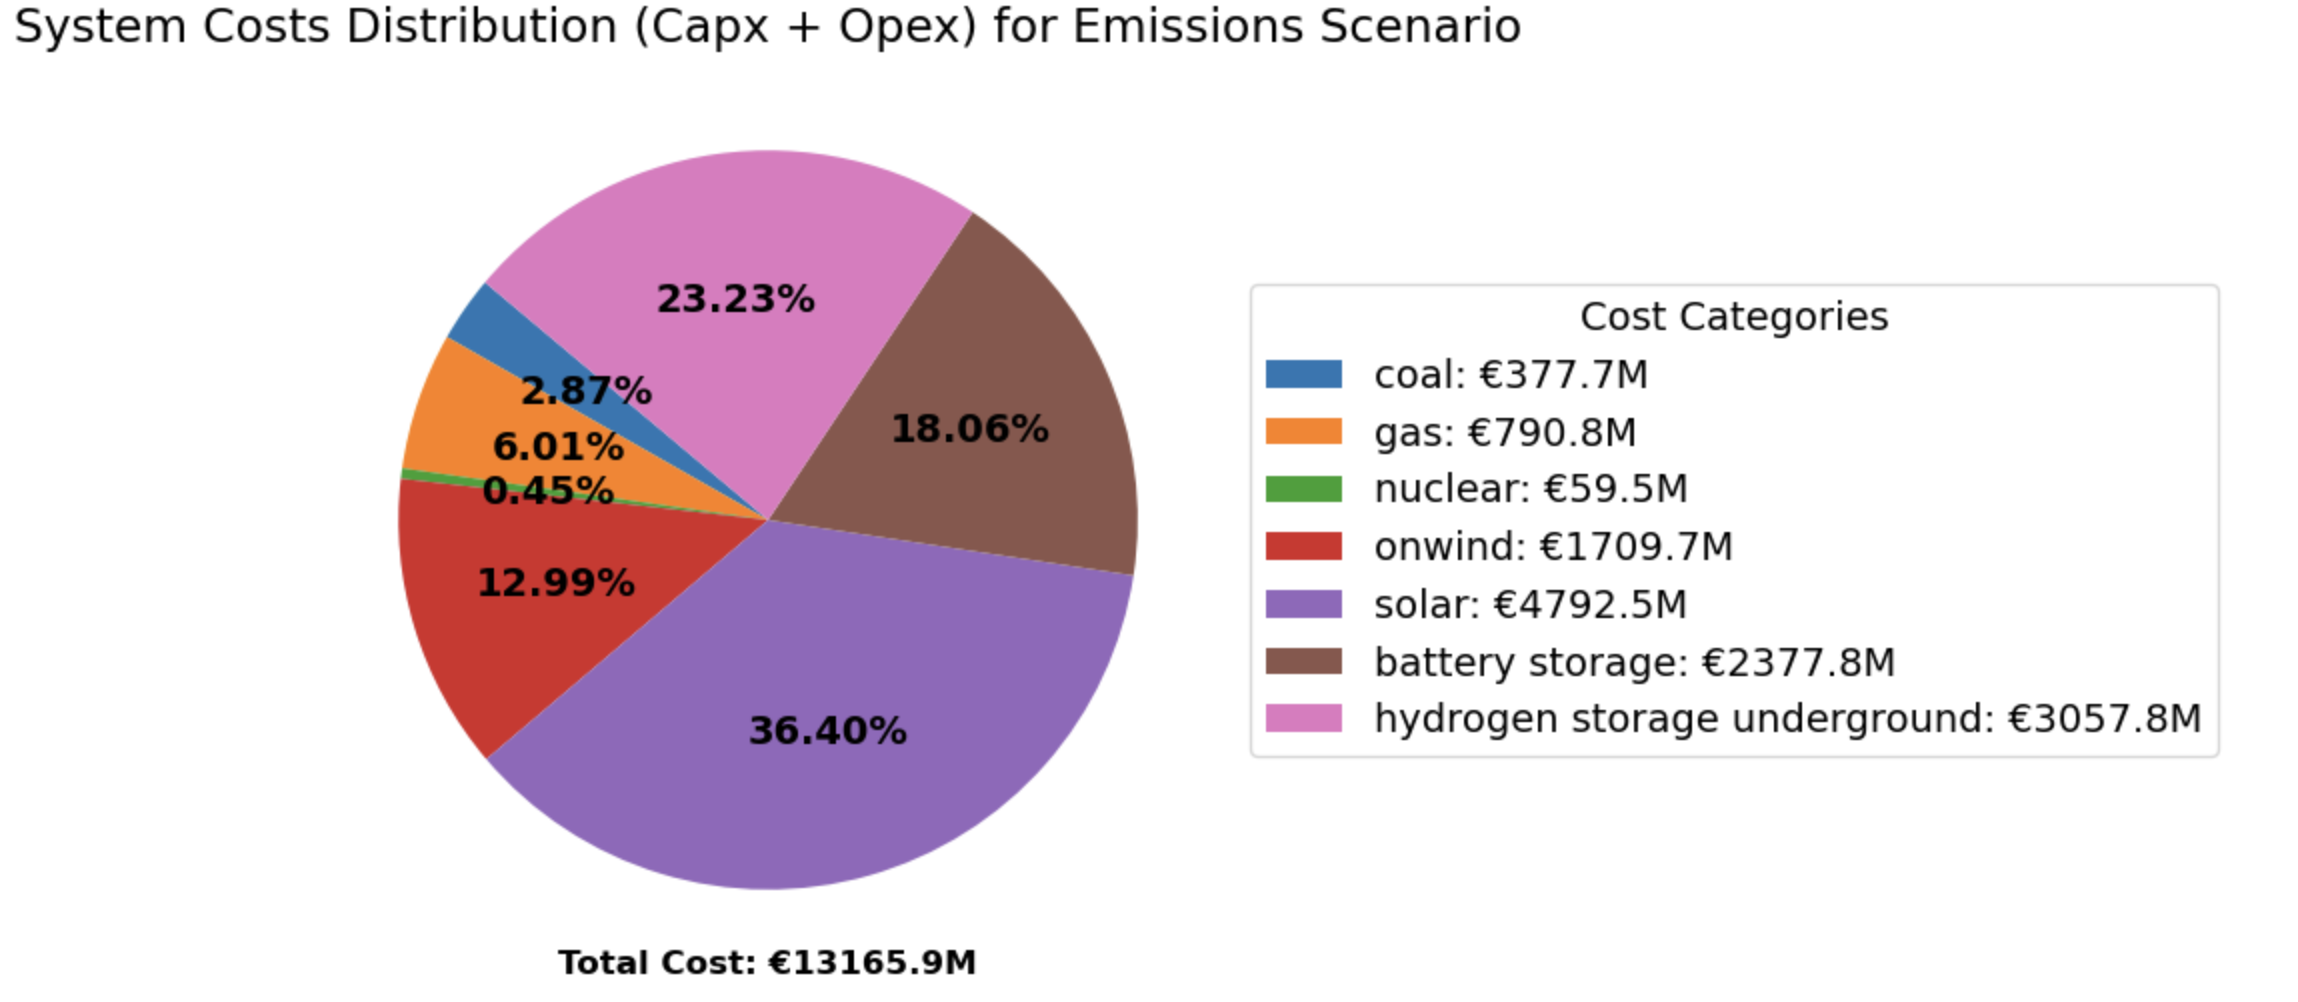 System Costs Distribution (Capx + Opex) for Emissions Scenario
23.23%
18.06%
2.87%
6.01%
0.45%
12.99%
36.40%
Cost Categories
coal: €377.7M
gas: €790.8M
nuclear: €59.5M
onwind: €1709.7M
solar: €4792.5M
battery storage: €2377.8M
hydrogen storage underground: €3057.8M
Total Cost: €13165.9M